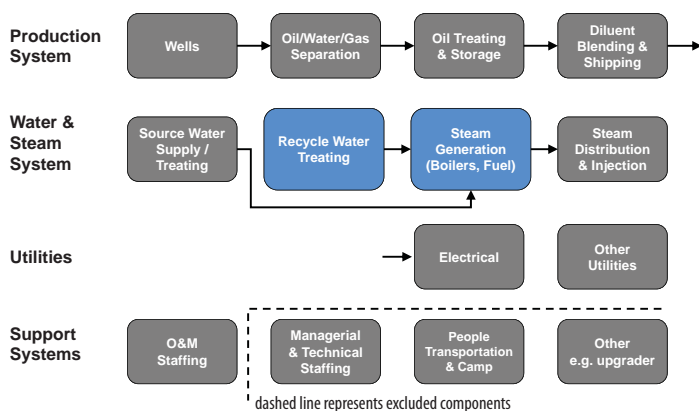 Production
System
Wells
Oil/Water/Gas
Separation
Oil Treating
& Storage
Diluent
Blending &
Shipping
Water &
Steam
System
Source Water
Supply /
Treating
Recycle Water
Treating
Steam
Generation
(Boilers, Fuel)
Steam
Distribution
& Injection
Utilities
Electrical
Other
Utilities
Support
Systems
O&M
Staffing
Managerial
& Technical
Staffing
People
Transportation
& Camp
Other
e.g. upgrader
dashed line represents excluded components